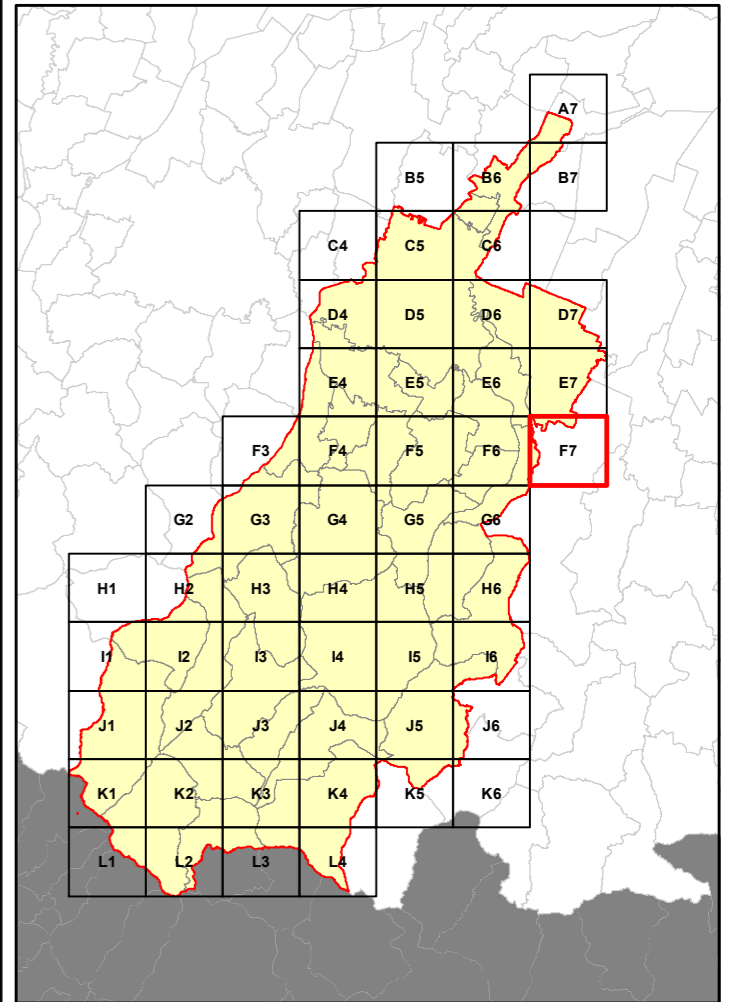 A7
B5 B6 B7
C4 C5 C6
D4 D5 D6 D7
E4 E5 E6 E7
F3 F4 F5 F6 F7
G2 G3 G4 G5 G6
H1 H2 H3 H4 H5 H6
I1 I2 I3 I4 I5 I6
J1 J2 J3 J4 J5 J6
K1 K2 K3 K4 K5 K6
L1 L2 L3 L4